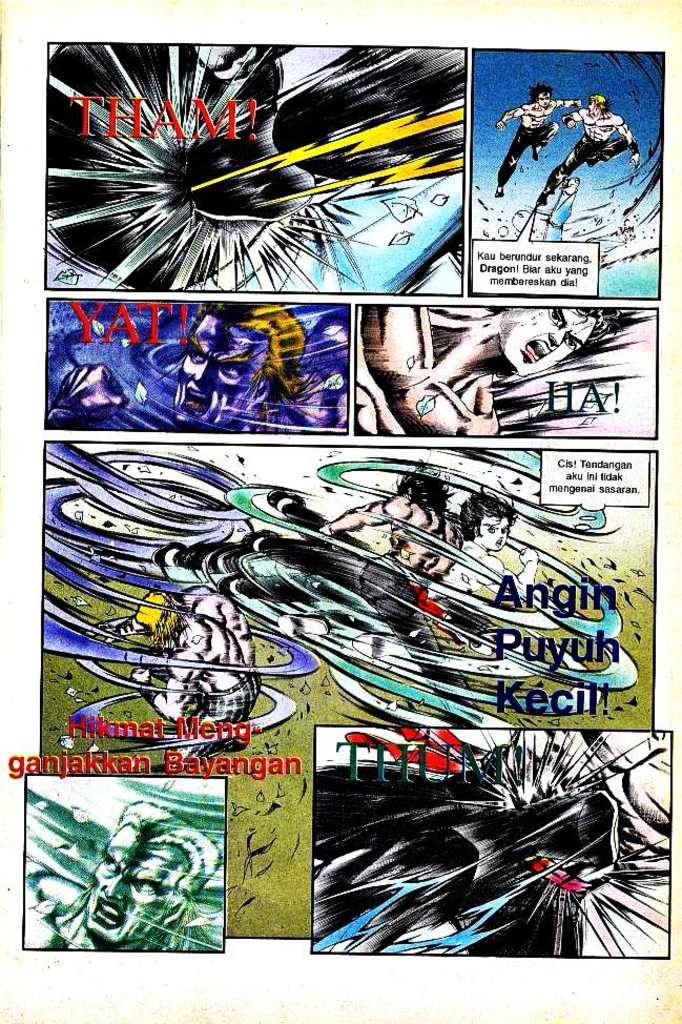 THAM!
Kau berundur sekarang,
Dragon! Biar aku yang
membereskan dia!
YAT!
HA!
Cis! Tendangan
aku ini tidak
mengenai sasaran.
Angin
Puyuh
Kecil!
Hikmat Meng-
ganjakkan Bayangan
THUM!